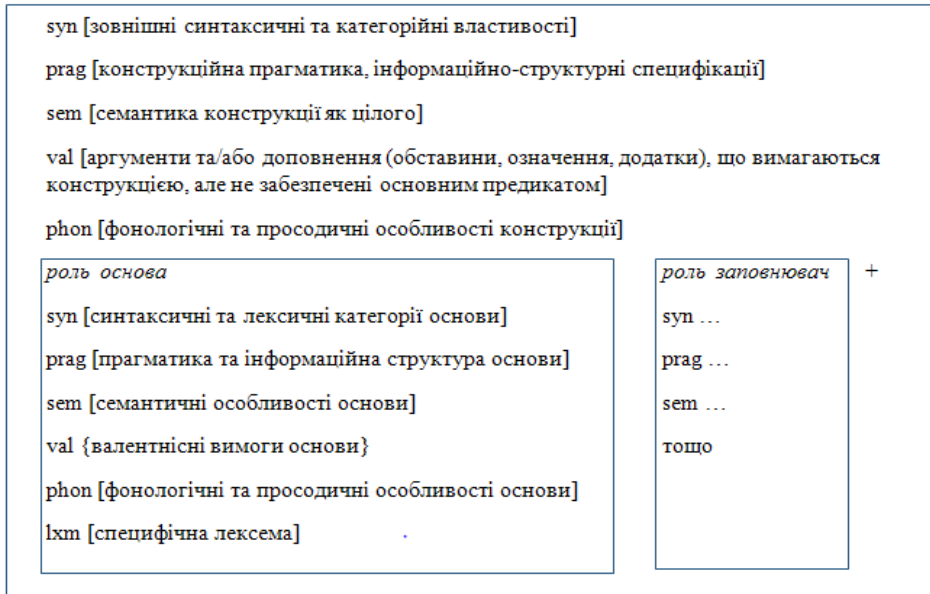 syn [зовнішні синтаксичні та категорійні властивості]
prag [конструкційна прагматика, інформаційно-структурні специфікації]
sem [семантика конструкції як цілого]
val [аргументи та/або доповнення (обставини, означення, додатки), що вимагаються
конструкцією, але не забезпечені основним предикатом]
phon [фонологічні та просодичні особливості конструкції]
роль основа
syn [синтаксичні та лексичні категорії основи]
prag [прагматика та інформаційна структура основи]
sem [семантичні особливості основи]
val {валентнісні вимоги основи}
phon [фонологічні та просодичні особливості основи]
lxm [специфічна лексема]
роль заповнювач
syn …
prag …
sem …
тощо
+